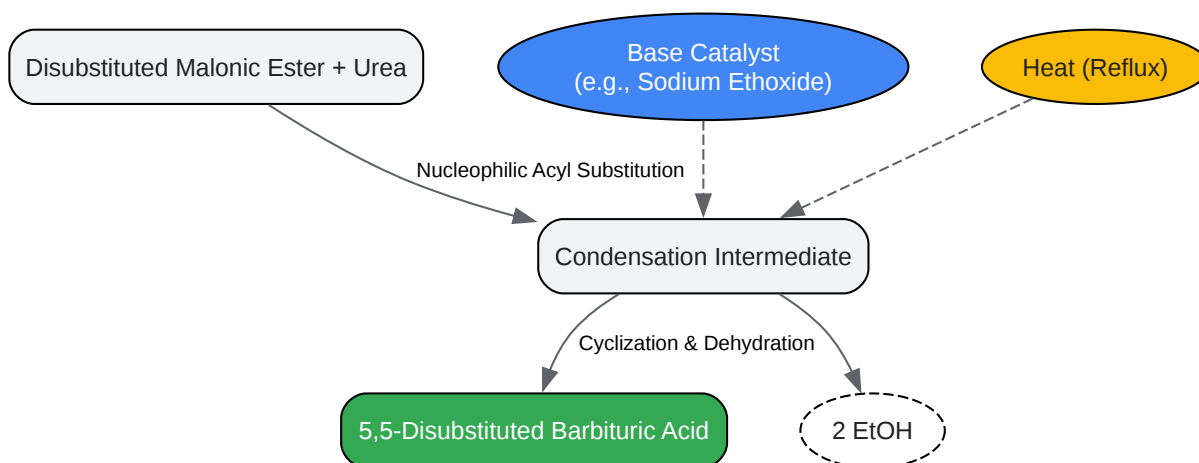 Disubstituted Malonic Ester + Urea
Base Catalyst
(e.g., Sodium Ethoxide)
Heat (Reflux)
Nucleophilic Acyl Substitution
Condensation Intermediate
Cyclization & Dehydration
5,5-Disubstituted Barbituric Acid
2 EtOH